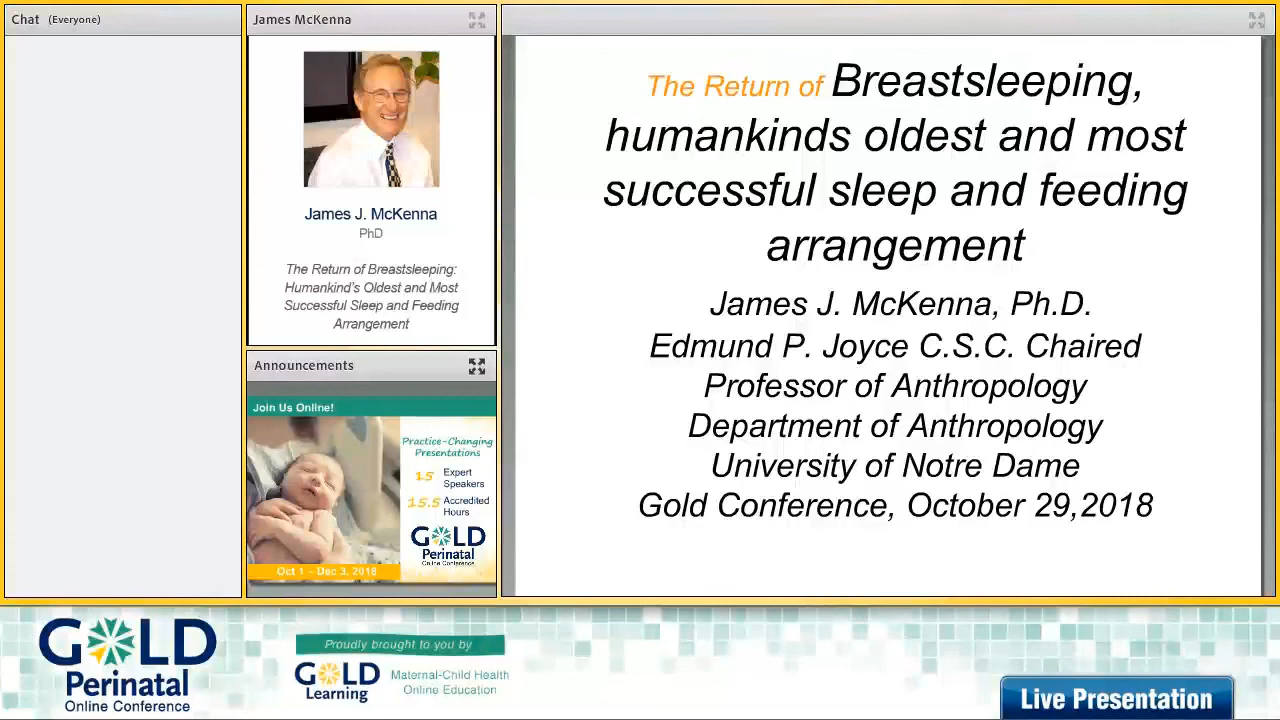 Chat (Everyone)
James McKenna
James J. McKenna
PhD
The Return of Breastsleeping:
Humankind's Oldest and Most
Successful Sleep and Feeding
Arrangement
Announcements
Join Us Online!
Practice-Changing
Presentations
15 Expert
Speakers
15.5 Accredited
Hours
GOLD
Perinatal
Online Conference
Oct 1 - Dec 3, 2018
The Return of Breastsleeping,
humankinds oldest and most
successful sleep and feeding
arrangement
James J. McKenna, Ph.D.
Edmund P. Joyce C.S.C. Chaired
Professor of Anthropology
Department of Anthropology
University of Notre Dame
Gold Conference, October 29,2018
GOLD
Perinatal
Online Conference
Proudly brought to you by
GOLD
Learning
Maternal-Child Health
Online Education
Live Presentation